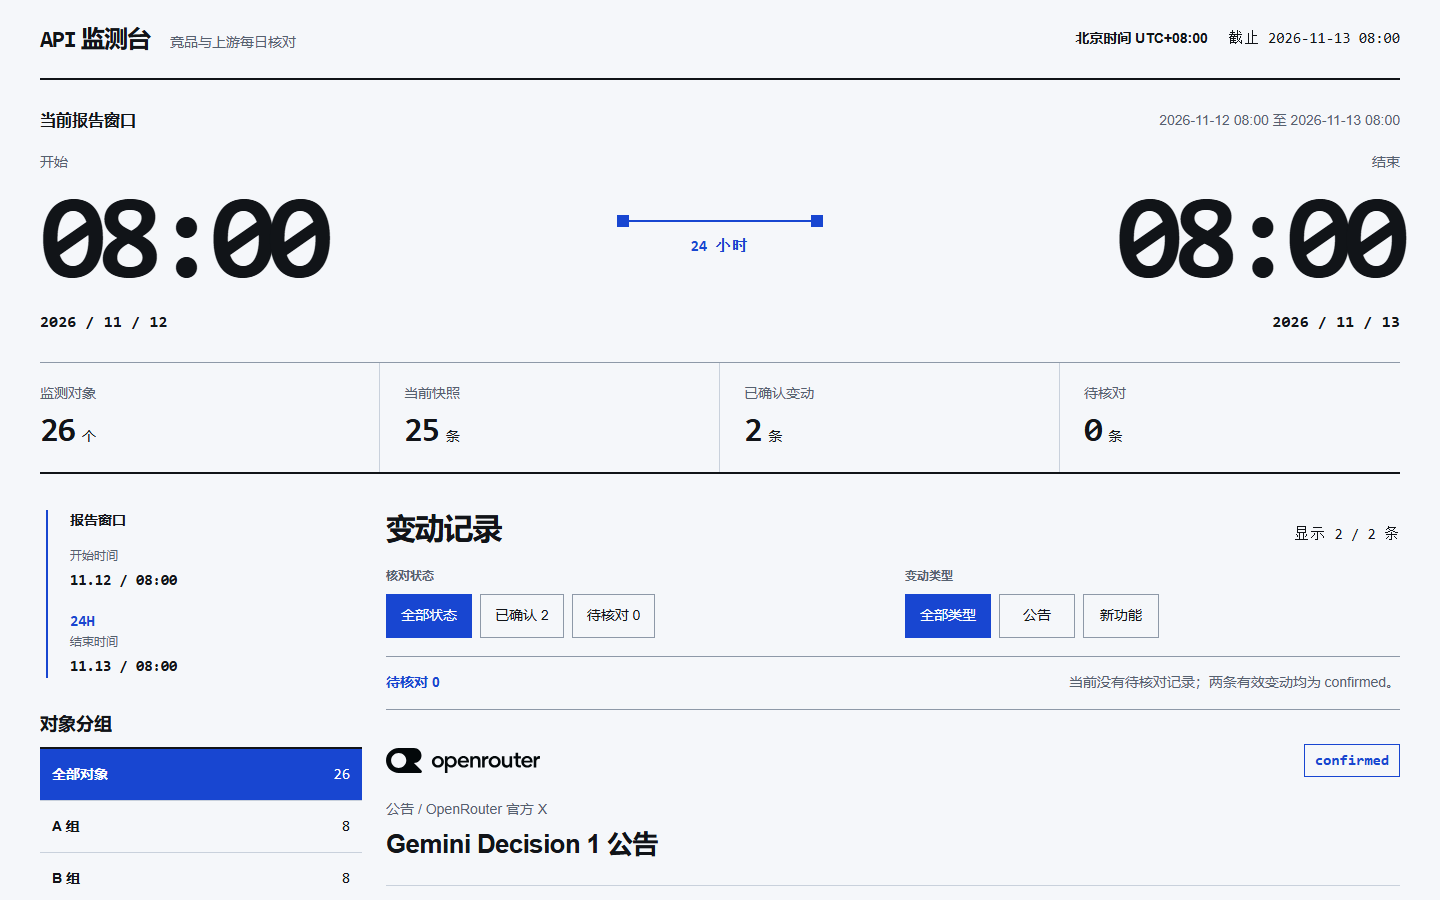 API 监测台 竞品与上游每日核对 北京时间 UTC+08:00 截止 2026-11-13 08:00
当前报告窗口 2026-11-12 08:00 至 2026-11-13 08:00
开始 结束
08:00 08:00
24 小时
2026 / 11 / 12 2026 / 11 / 13
监测对象 当前快照 已确认变动 待核对
26 个 25 条 2 条 0 条
报告窗口
开始时间
11.12 / 08:00
24H
结束时间
11.13 / 08:00
对象分组
全部对象 26
A 组 8
B 组 8
变动记录 显示 2 / 2 条
核对状态 变动类型
全部状态 已确认 2 待核对 0 全部类型 公告 新功能
待核对 0 当前没有待核对记录；两条有效变动均为 confirmed。
openrouter confirmed
公告 / OpenRouter 官方 X
Gemini Decision 1 公告